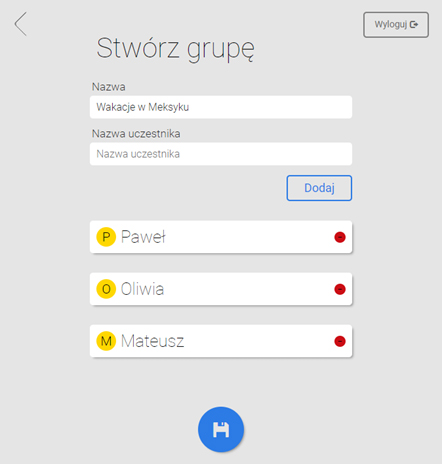 Wyloguj
Stwórz grupę
Nazwa
Wakacje w Meksyku
Nazwa uczestnika
Nazwa uczestnika
Dodaj
P Paweł
O Oliwia
M Mateusz